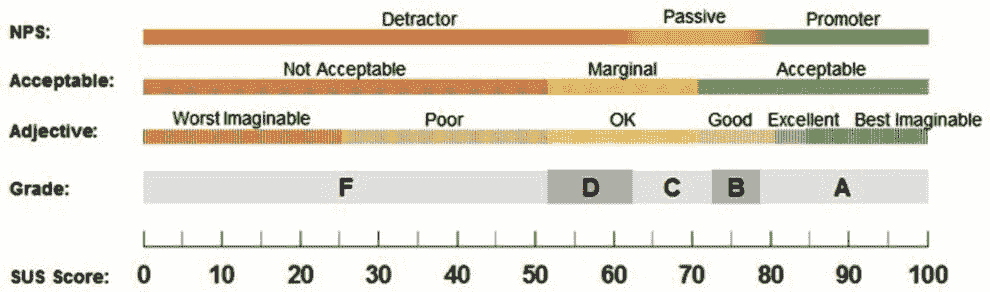 Detractor Passive Promoter
NPS:
Not Acceptable Marginal Acceptable
Acceptable:
Worst Imaginable Poor OK Good Excellent Best Imaginable
Adjective:
Grade: F D C B A
SUS Score: 0 10 20 30 40 50 60 70 80 90 100